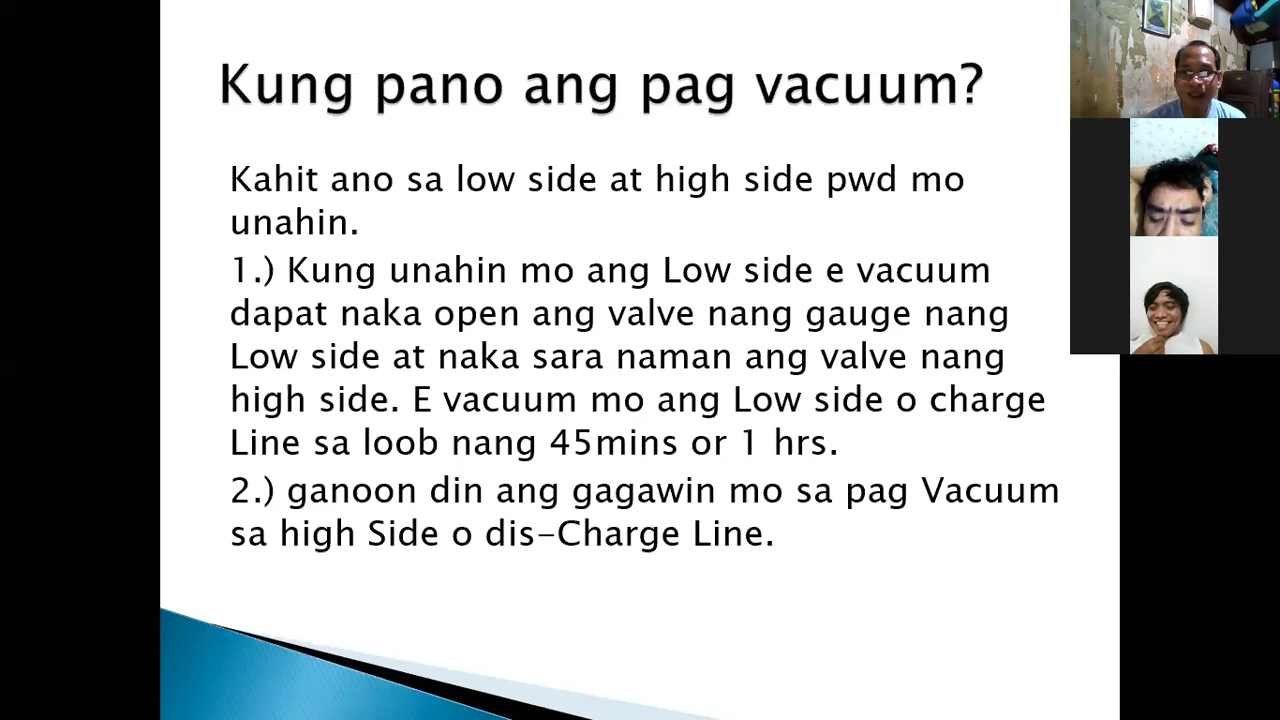 Kung pano ang pag vacuum?
Kahit ano sa low side at high side pwd mo
unahin.
1.) Kung unahin mo ang Low side e vacuum
dapat naka open ang valve nang gauge nang
Low side at naka sara naman ang valve nang
high side. E vacuum mo ang Low side o charge
Line sa loob nang 45mins or 1 hrs.
2.) ganoon din ang gagawin mo sa pag Vacuum
sa high Side o dis-Charge Line.